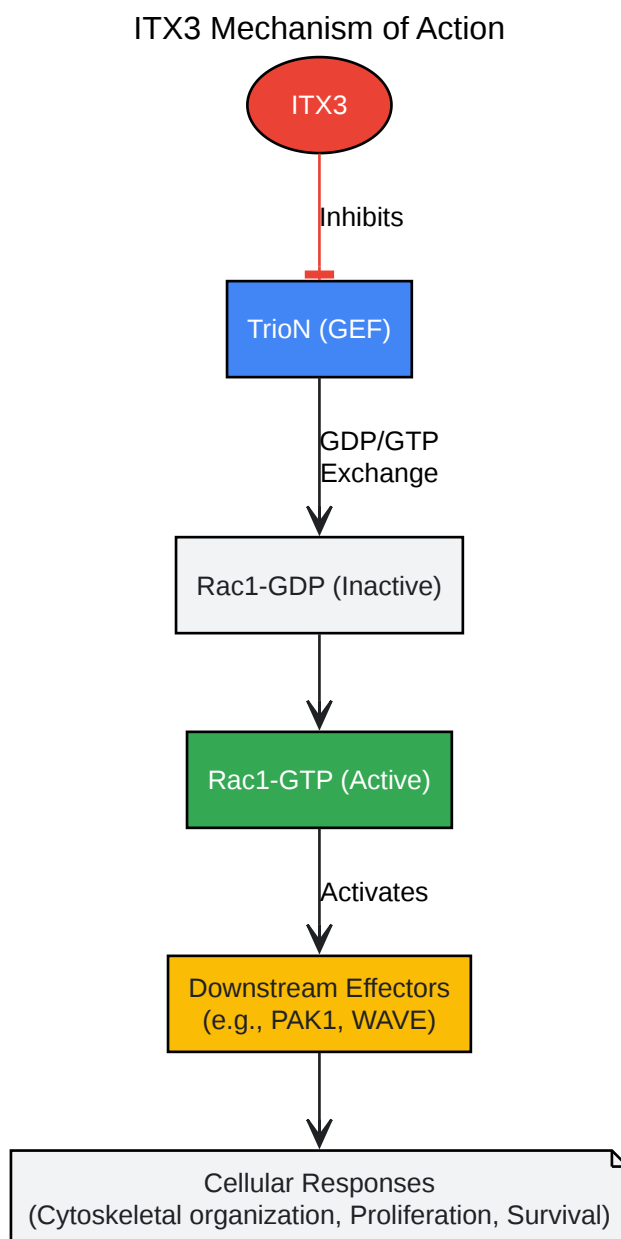 ITX3 Mechanism of Action
ITX3
Inhibits
TrioN (GEF)
GDP/GTP
Exchange
Rac1-GDP (Inactive)
Rac1-GTP (Active)
Activates
Downstream Effectors
(e.g., PAK1, WAVE)
Cellular Responses
(Cytoskeletal organization, Proliferation, Survival)